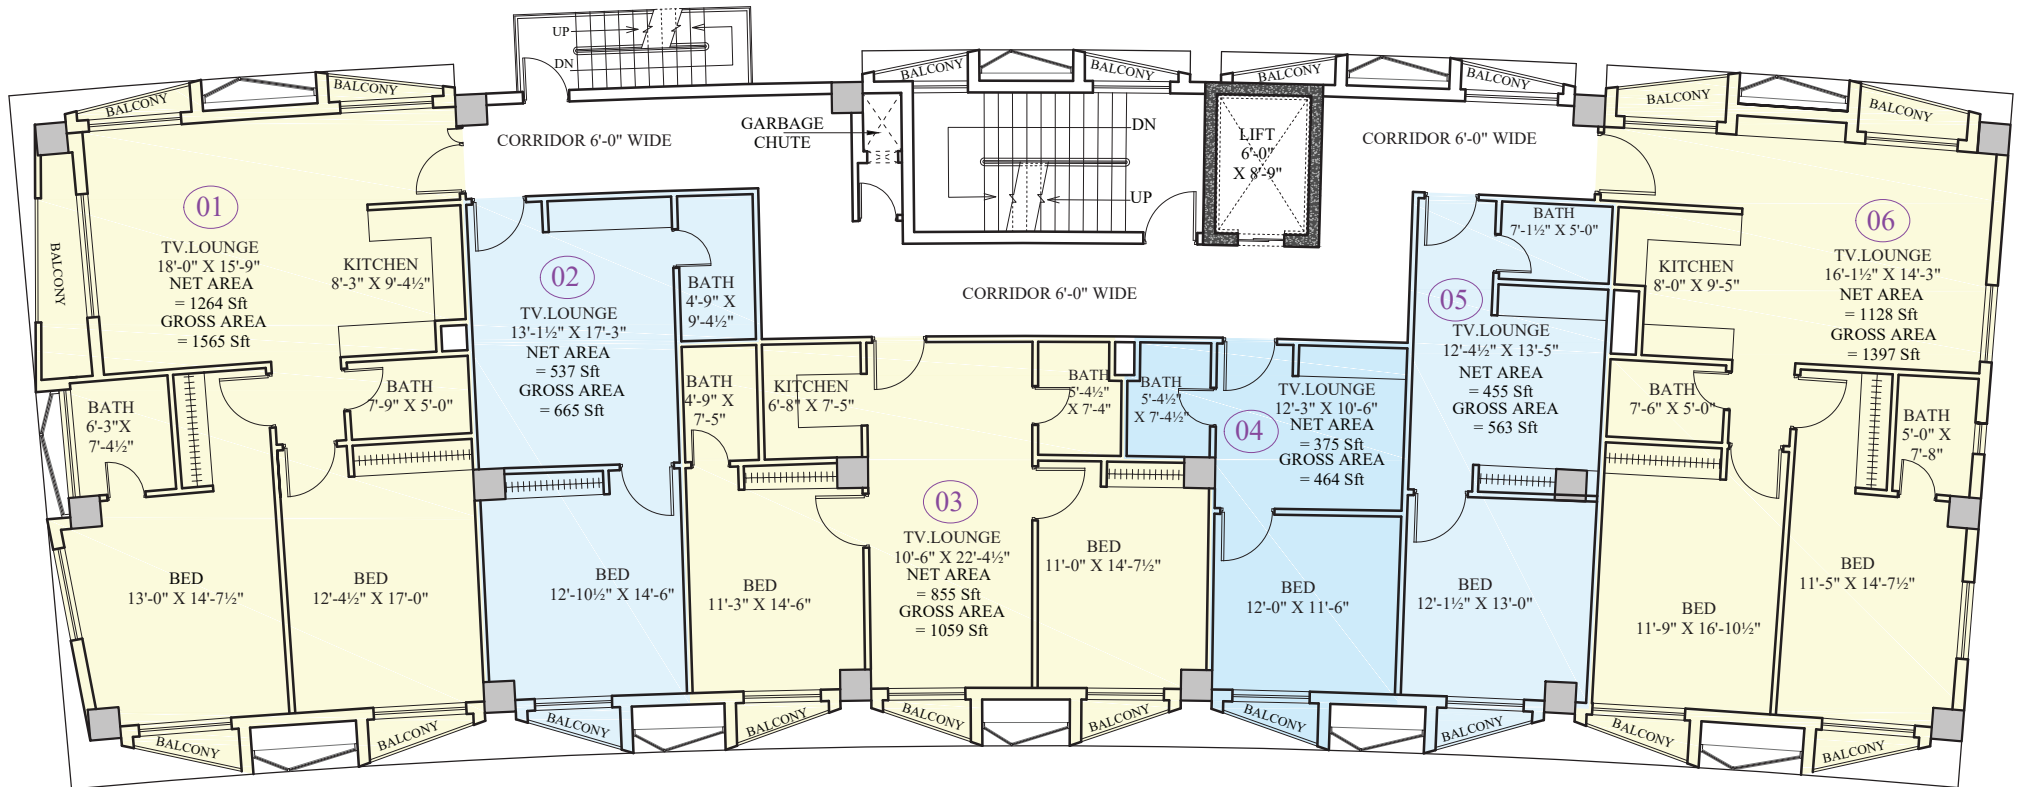 UP
DN
BALCONY
BALCONY
BALCONY
BALCONY
BALCONY
BALCONY
BALCONY
BALCONY
CORRIDOR 6'-0" WIDE
GARBAGE
CHUTE
DN
UP
LIFT
6'-0"
X 8'-9"
CORRIDOR 6'-0" WIDE
CORRIDOR 6'-0" WIDE
BALCONY
01
TV.LOUNGE
18'-0" X 15'-9"
NET AREA
= 1264 Sft
GROSS AREA
= 1565 Sft
KITCHEN
8'-3" X 9'-4½"
BATH
7'-9" X 5'-0"
BATH
6'-3"X
7'-4½"
BED
13'-0" X 14'-7½"
BED
12'-4½" X 17'-0"
BALCONY
BALCONY
02
TV.LOUNGE
13'-1½" X 17'-3"
NET AREA
= 537 Sft
GROSS AREA
= 665 Sft
BATH
4'-9" X
9'-4½"
BED
12'-10½" X 14'-6"
BALCONY
BATH
4'-9" X
7'-5"
KITCHEN
6'-8" X 7'-5"
BED
11'-3" X 14'-6"
BALCONY
03
TV.LOUNGE
10'-6" X 22'-4½"
NET AREA
= 855 Sft
GROSS AREA
= 1059 Sft
BATH
5'-4½"
X 7'-4"
BED
11'-0" X 14'-7½"
BALCONY
BALCONY
BATH
5'-4½"
X 7'-4½"
04
TV.LOUNGE
12'-3" X 10'-6"
NET AREA
= 375 Sft
GROSS AREA
= 464 Sft
BED
12'-0" X 11'-6"
BALCONY
BATH
7'-1½" X 5'-0"
05
TV.LOUNGE
12'-4½" X 13'-5"
NET AREA
= 455 Sft
GROSS AREA
= 563 Sft
BED
12'-1½" X 13'-0"
BALCONY
06
TV.LOUNGE
16'-1½" X 14'-3"
NET AREA
= 1128 Sft
GROSS AREA
= 1397 Sft
KITCHEN
8'-0" X 9'-5"
BATH
7'-6" X 5'-0"
BATH
5'-0" X
7'-8"
BED
11'-9" X 16'-10½"
BED
11'-5" X 14'-7½"
BALCONY
BALCONY